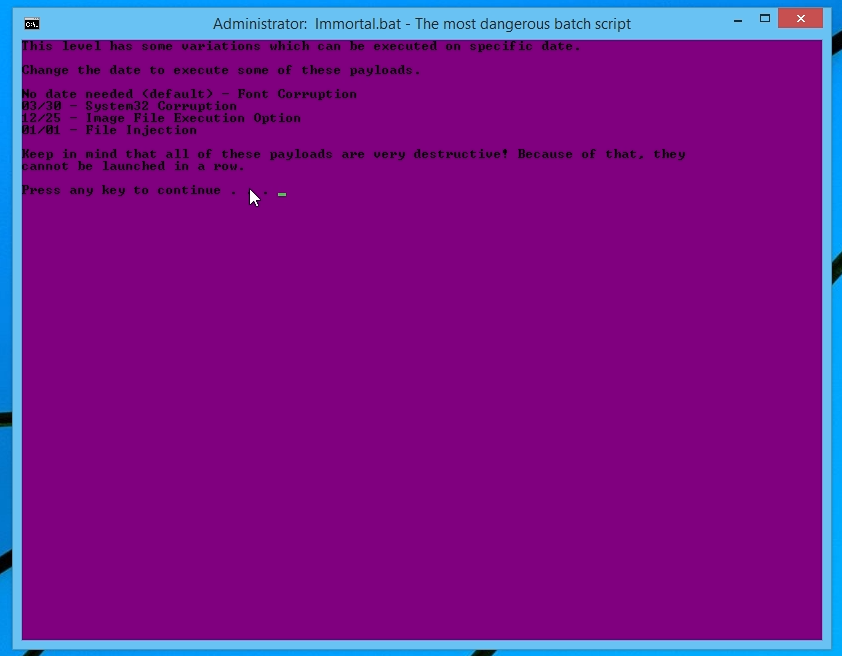 Administrator: Immortal.bat - The most dangerous batch script
This level has some variations which can be executed on specific date.
Change the date to execute some of these payloads.
No date needed (default) - Font Corruption
03/30 - System32 Corruption
12/25 - Image File Execution Option
01/01 - File Injection
Keep in mind that all of these payloads are very destructive! Because of that, they
cannot be launched in a row.
Press any key to continue . . .